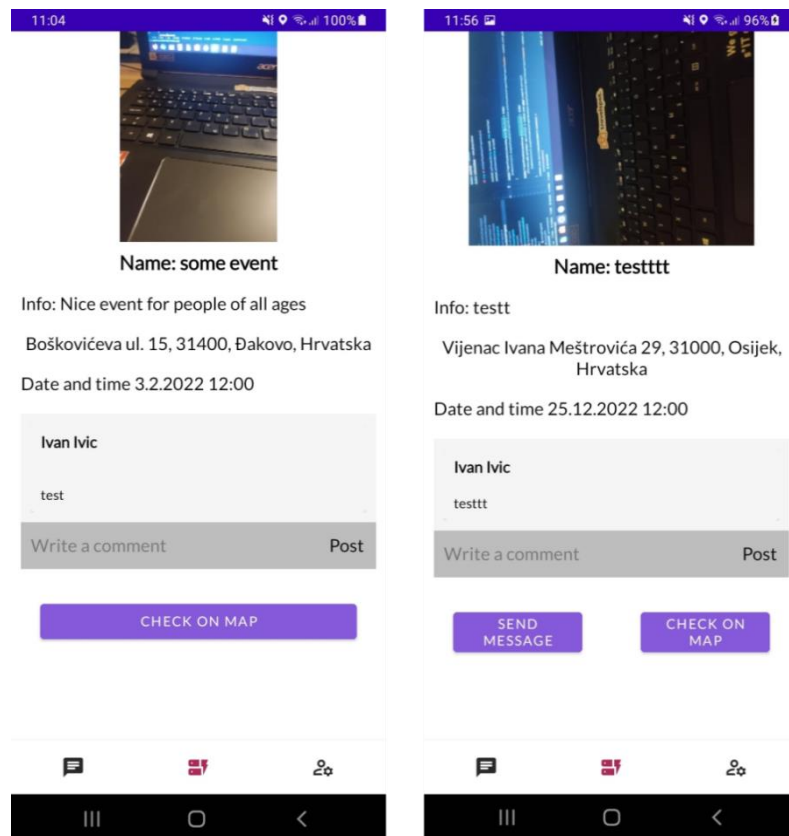 11:04
100%
acer
Name: some event
Info: Nice event for people of all ages
Boškovićeva ul. 15, 31400, Đakovo, Hrvatska
Date and time 3.2.2022 12:00
Ivan Ivic
test
Write a comment Post
CHECK ON MAP
11:56
96%
Name: testttt
Info: testt
Vijenac Ivana Meštrovića 29, 31000, Osijek,
Hrvatska
Date and time 25.12.2022 12:00
Ivan Ivic
testtt
Write a comment Post
SEND
MESSAGE
CHECK ON
MAP